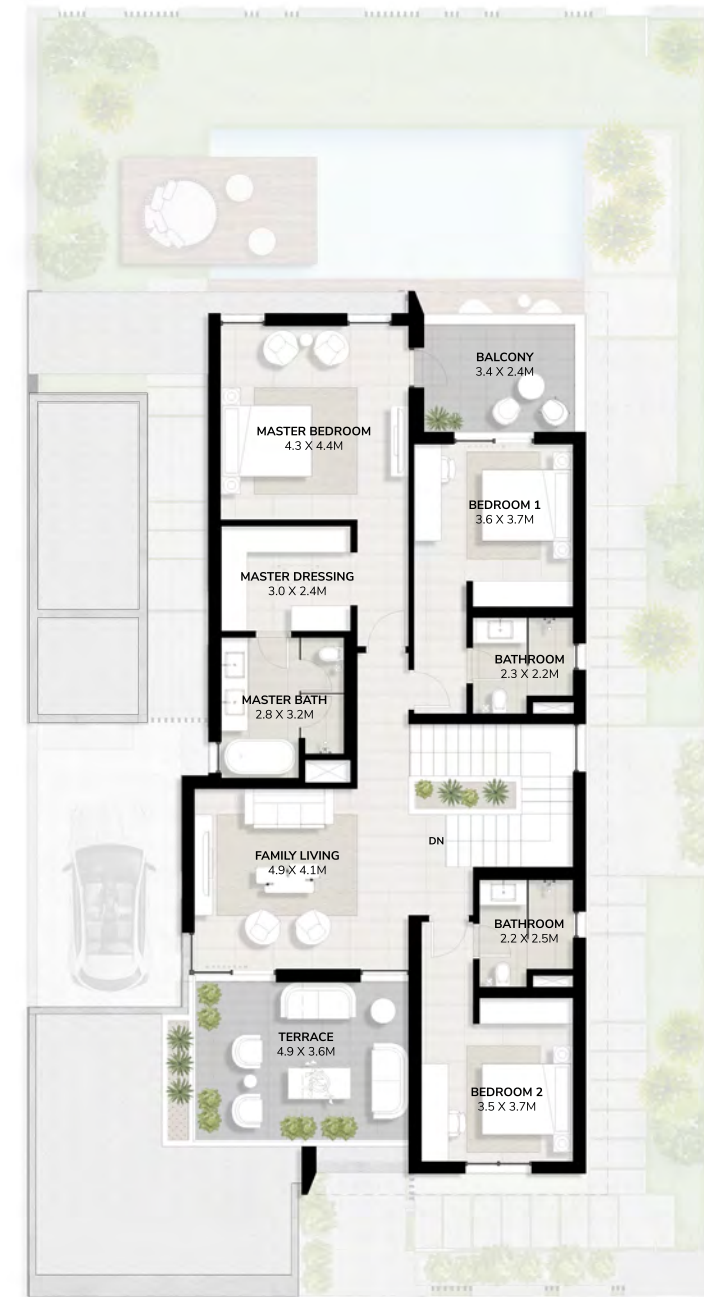 BALCONY
3.4 X 2.4M
MASTER BEDROOM
4.3 X 4.4M
BEDROOM 1
3.6 X 3.7M
MASTER DRESSING
3.0 X 2.4M
BATHROOM
2.3 X 2.2M
MASTER BATH
2.8 X 3.2M
DN
FAMILY LIVING
4.9 X 4.1M
BATHROOM
2.2 X 2.5M
TERRACE
4.9 X 3.6M
BEDROOM 2
3.5 X 3.7M